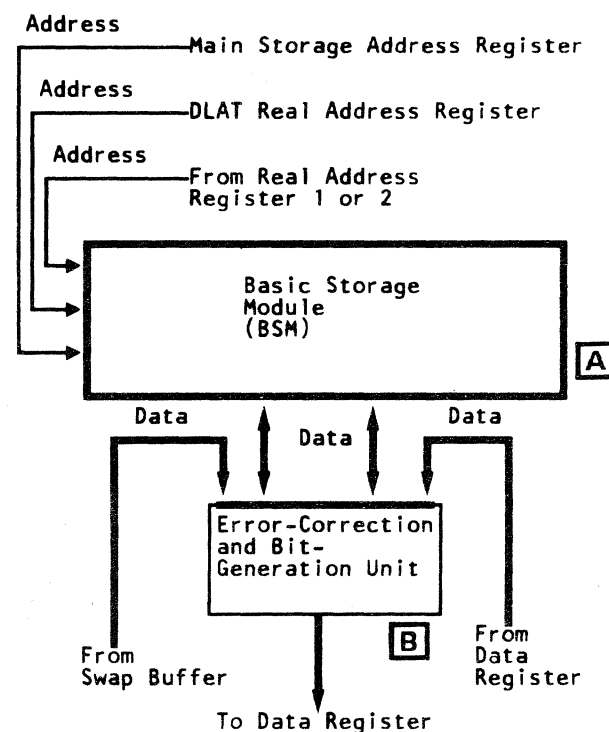 Address
Main Storage Address Register
Address
DLAT Real Address Register
Address
From Real Address
Register 1 or 2
Basic Storage
Module
(BSM)
A
Data
Data
Data
Error-Correction
and Bit-
Generation Unit
B
From
Swap Buffer
From
Data
Register
To Data Register